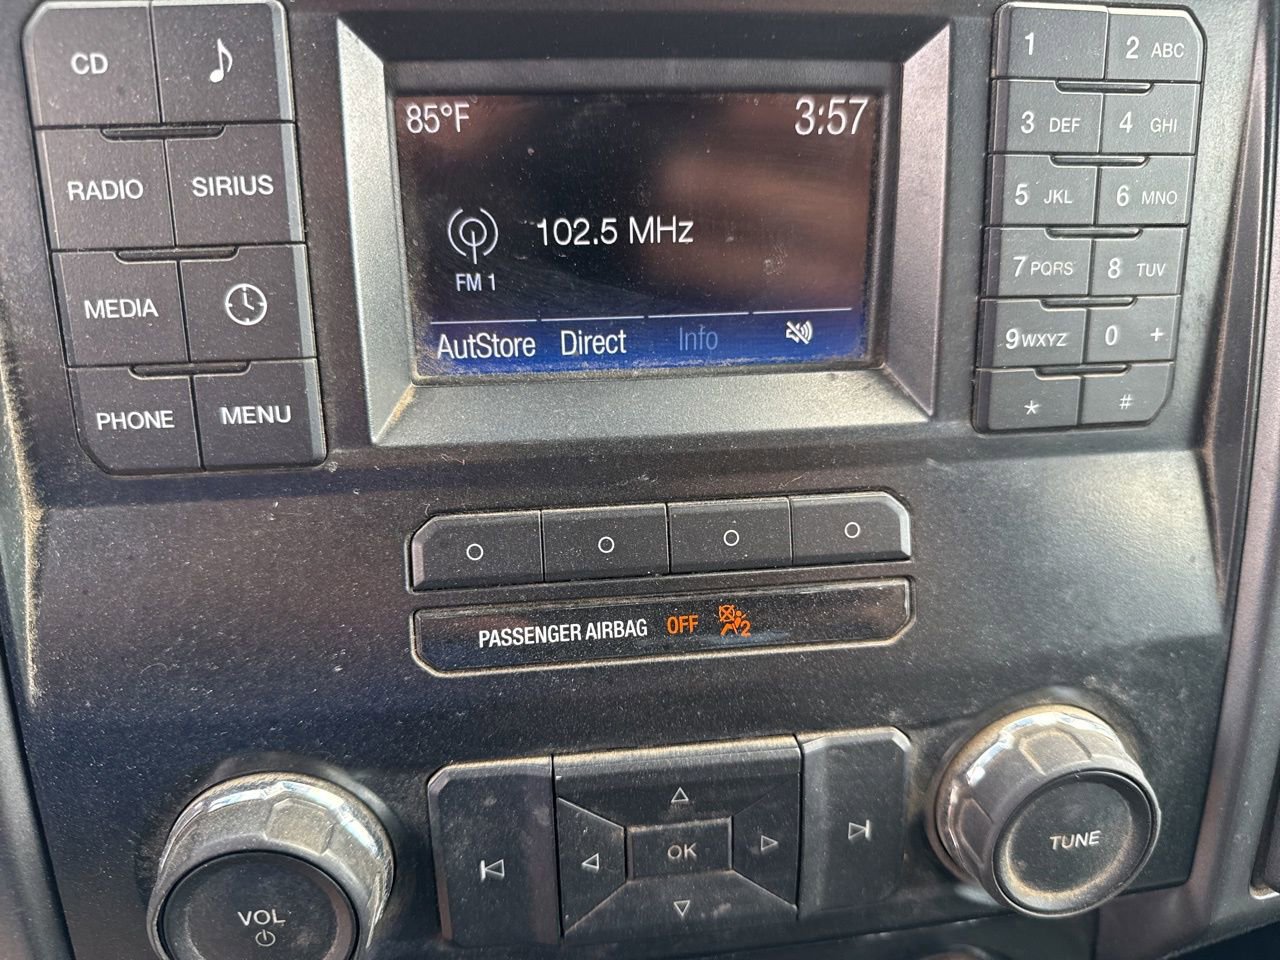 CD
RADIO
SIRIUS
MEDIA
PHONE
MENU
85°F
3:57
102.5 MHz
FM 1
AutStore
Direct
Info
1
2 ABC
3 DEF
4 GHI
5 JKL
6 MNO
7 PQRS
8 TUV
9 WXYZ
0 +
*
#
PASSENGER AIRBAG OFF 2
VOL
OK
TUNE